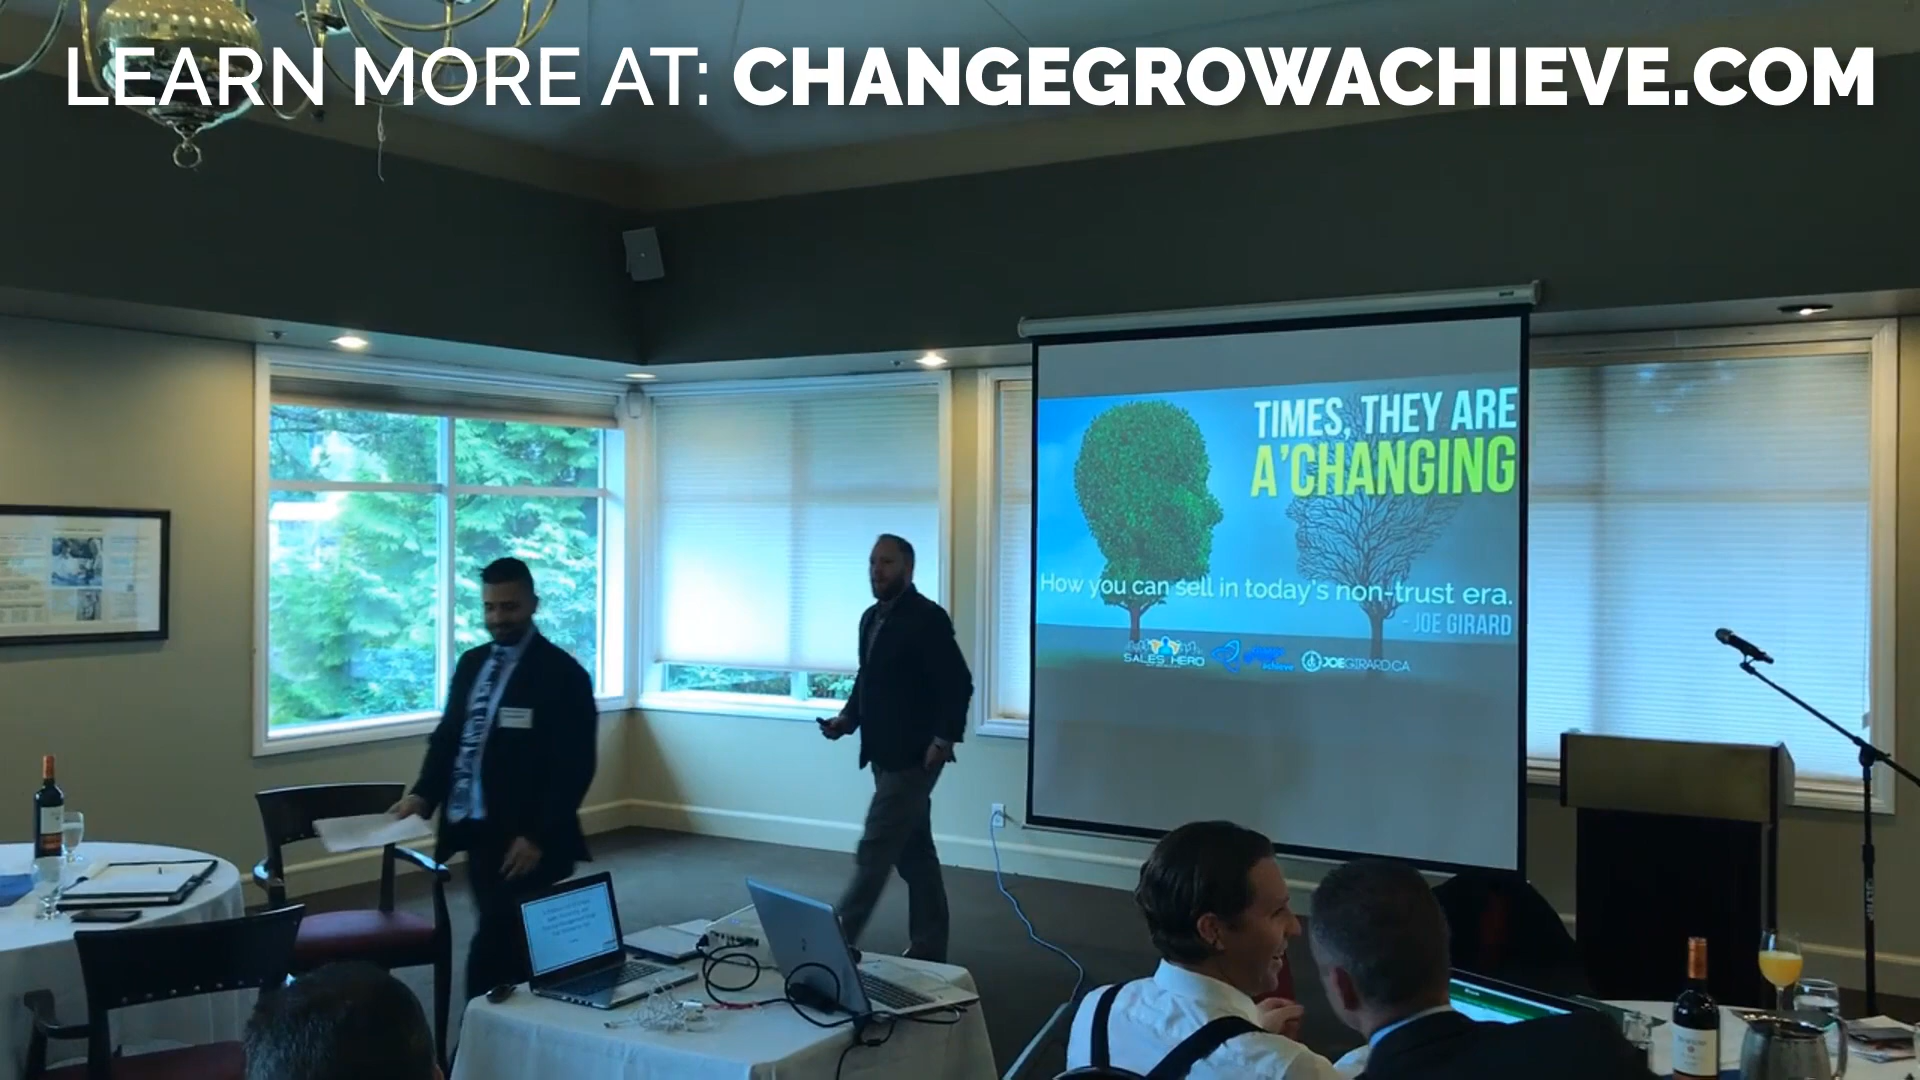 LEARN MORE AT: CHANGEGROWACHIEVE.COM
TIMES, THEY ARE
A'CHANGING
How you can sell in today's non-trust era.
- JOE GIRARD
SALES HERO
achieve
JOEGIRARD.CA